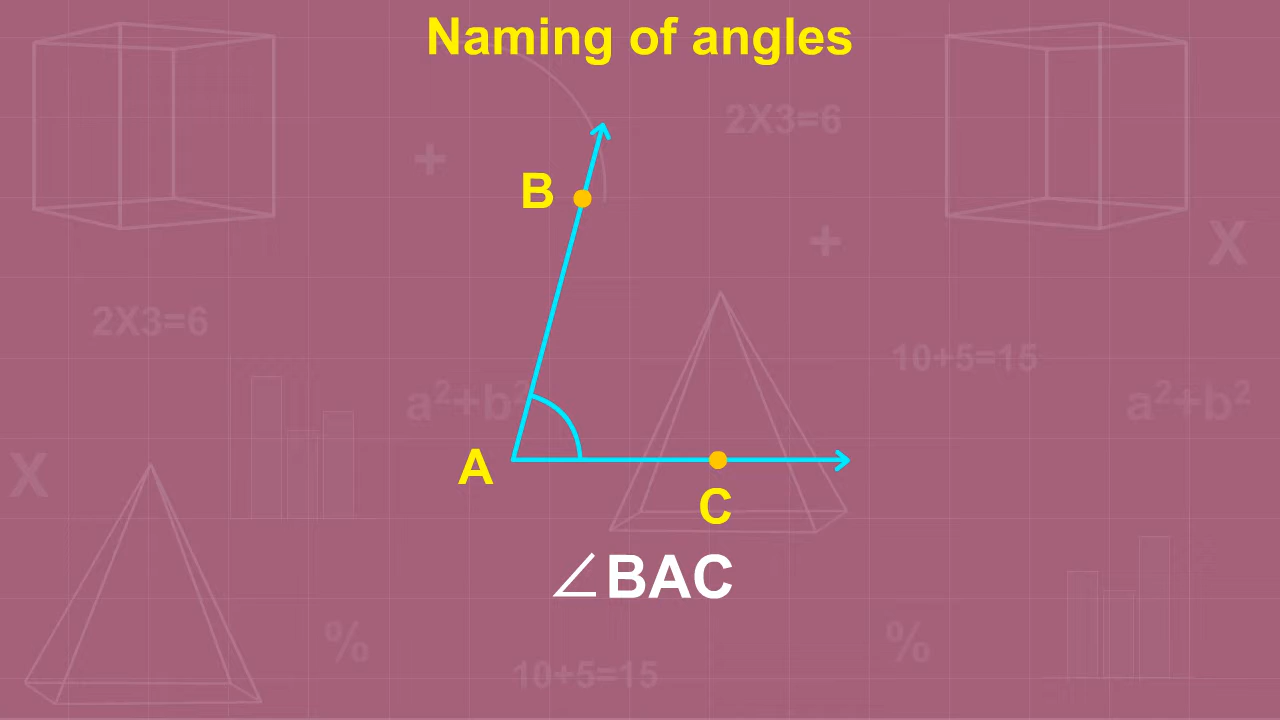 Naming of angles
2X3=6
+
B
+
X
2X3=6
10+5=15
a²+b²
a²+b²
A
X
C
∠BAC
%
%
10+5=15